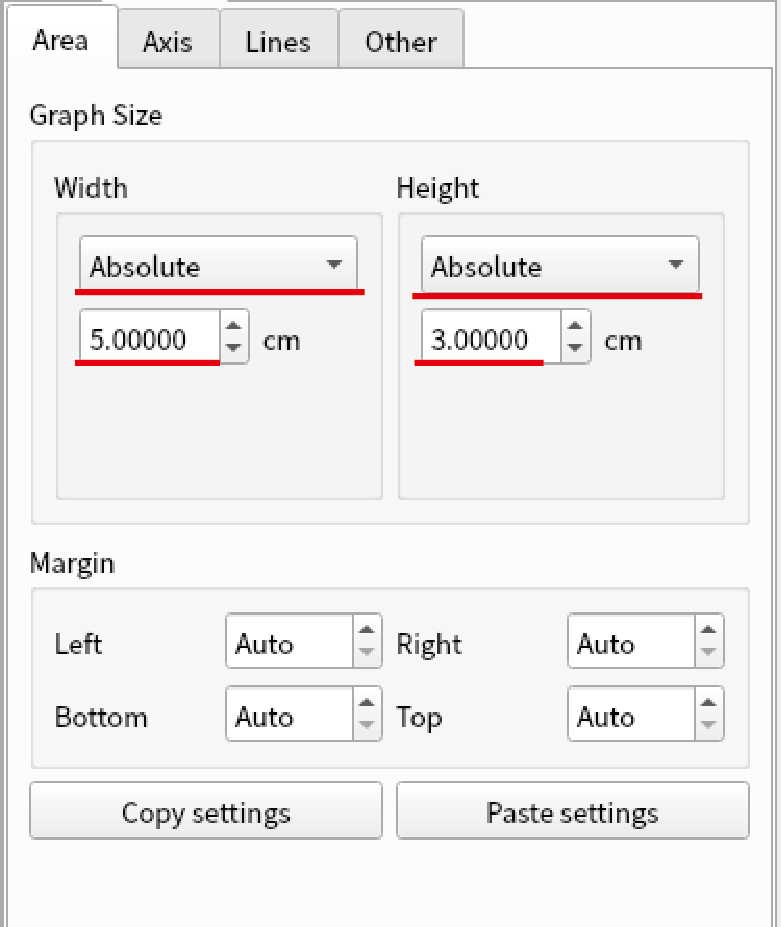 Area Axis Lines Other
Graph Size
Width Height
Absolute Absolute
5.00000 cm 3.00000 cm
Margin
Left Auto Right Auto
Bottom Auto Top Auto
Copy settings Paste settings